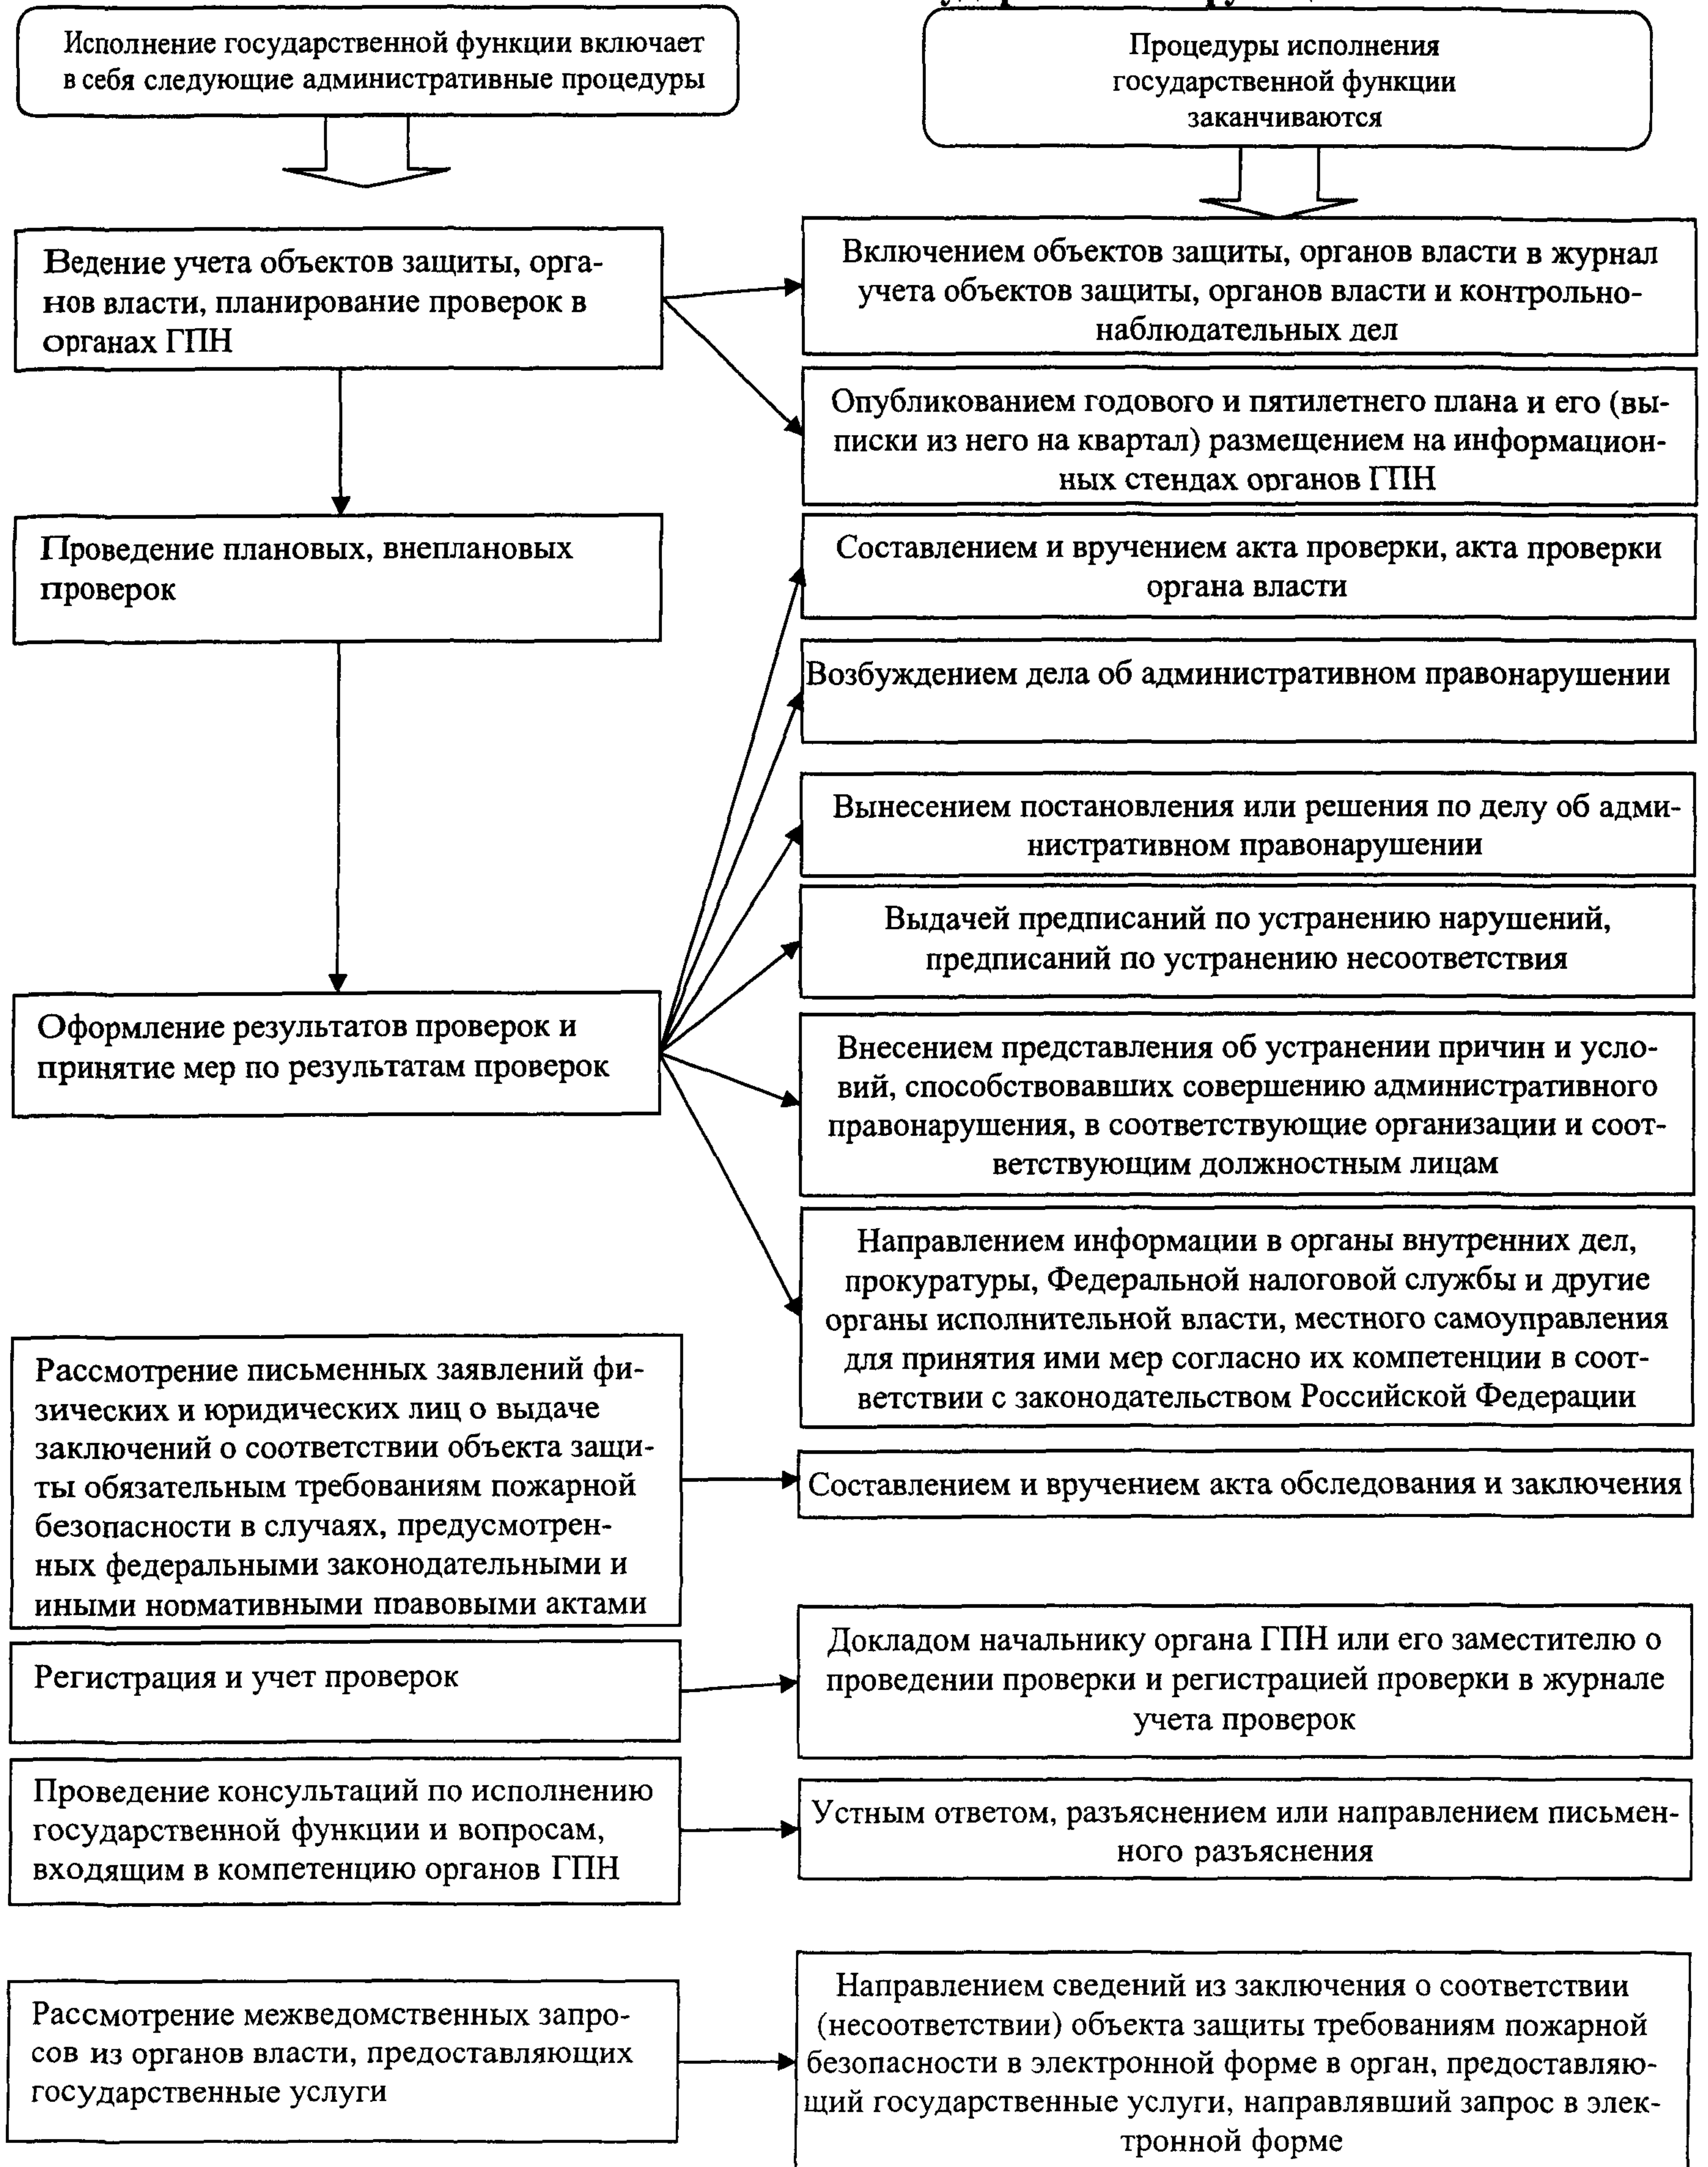 Исполнение государственной функции включает
в себя следующие административные процедуры
Процедуры исполнения
государственной функции
заканчиваются
Ведение учета объектов защиты, орга-
нов власти, планирование проверок в
органах ГПН
Включением объектов защиты, органов власти в журнал
учета объектов защиты, органов власти и контрольно-
наблюдательных дел
Опубликованием годового и пятилетнего плана и его (вы-
писки из него на квартал) размещением на информацион-
ных стендах органов ГПН
Проведение плановых, внеплановых
проверок
Составлением и вручением акта проверки, акта проверки
органа власти
Возбуждением дела об административном правонарушении
Вынесением постановления или решения по делу об адми-
нистративном правонарушении
Выдачей предписаний по устранению нарушений,
предписаний по устранению несоответствия
Оформление результатов проверок и
принятие мер по результатам проверок
Внесением представления об устранении причин и усло-
вий, способствовавших совершению административного
правонарушения, в соответствующие организации и соот-
ветствующим должностным лицам
Направлением информации в органы внутренних дел,
прокуратуры, Федеральной налоговой службы и другие
органы исполнительной власти, местного самоуправления
для принятия ими мер согласно их компетенции в соот-
ветствии с законодательством Российской Федерации
Рассмотрение письменных заявлений фи-
зических и юридических лиц о выдаче
заключений о соответствии объекта защи-
ты обязательным требованиям пожарной
безопасности в случаях, предусмотрен-
ных федеральными законодательными и
иными нормативными правовыми актами
Составлением и вручением акта обследования и заключения
Регистрация и учет проверок
Докладом начальнику органа ГПН или его заместителю о
проведении проверки и регистрацией проверки в журнале
учета проверок
Проведение консультаций по исполнению
государственной функции и вопросам,
входящим в компетенцию органов ГПН
Устным ответом, разъяснением или направлением письмен-
ного разъяснения
Рассмотрение межведомственных запро-
сов из органов власти, предоставляющих
государственные услуги
Направлением сведений из заключения о соответствии
(несоответствии) объекта защиты требованиям пожарной
безопасности в электронной форме в орган, предоставляю-
щий государственные услуги, направлявший запрос в элек-
тронной форме